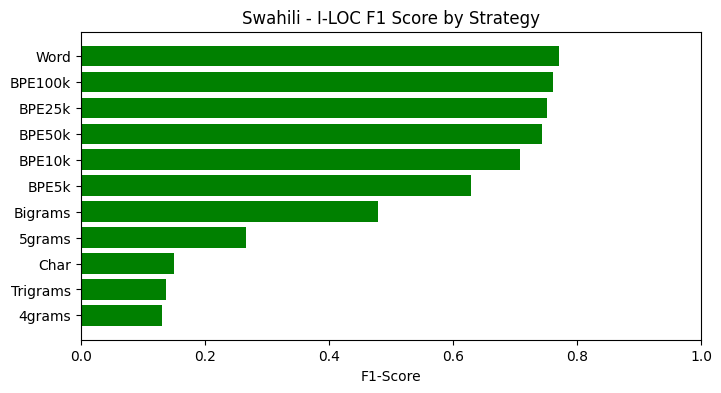 Swahili - I-LOC F1 Score by Strategy
Word
BPE100k
BPE25k
BPE50k
BPE10k
BPE5k
Bigrams
5grams
Char
Trigrams
4grams
0.0 0.2 0.4 0.6 0.8 1.0
F1-Score